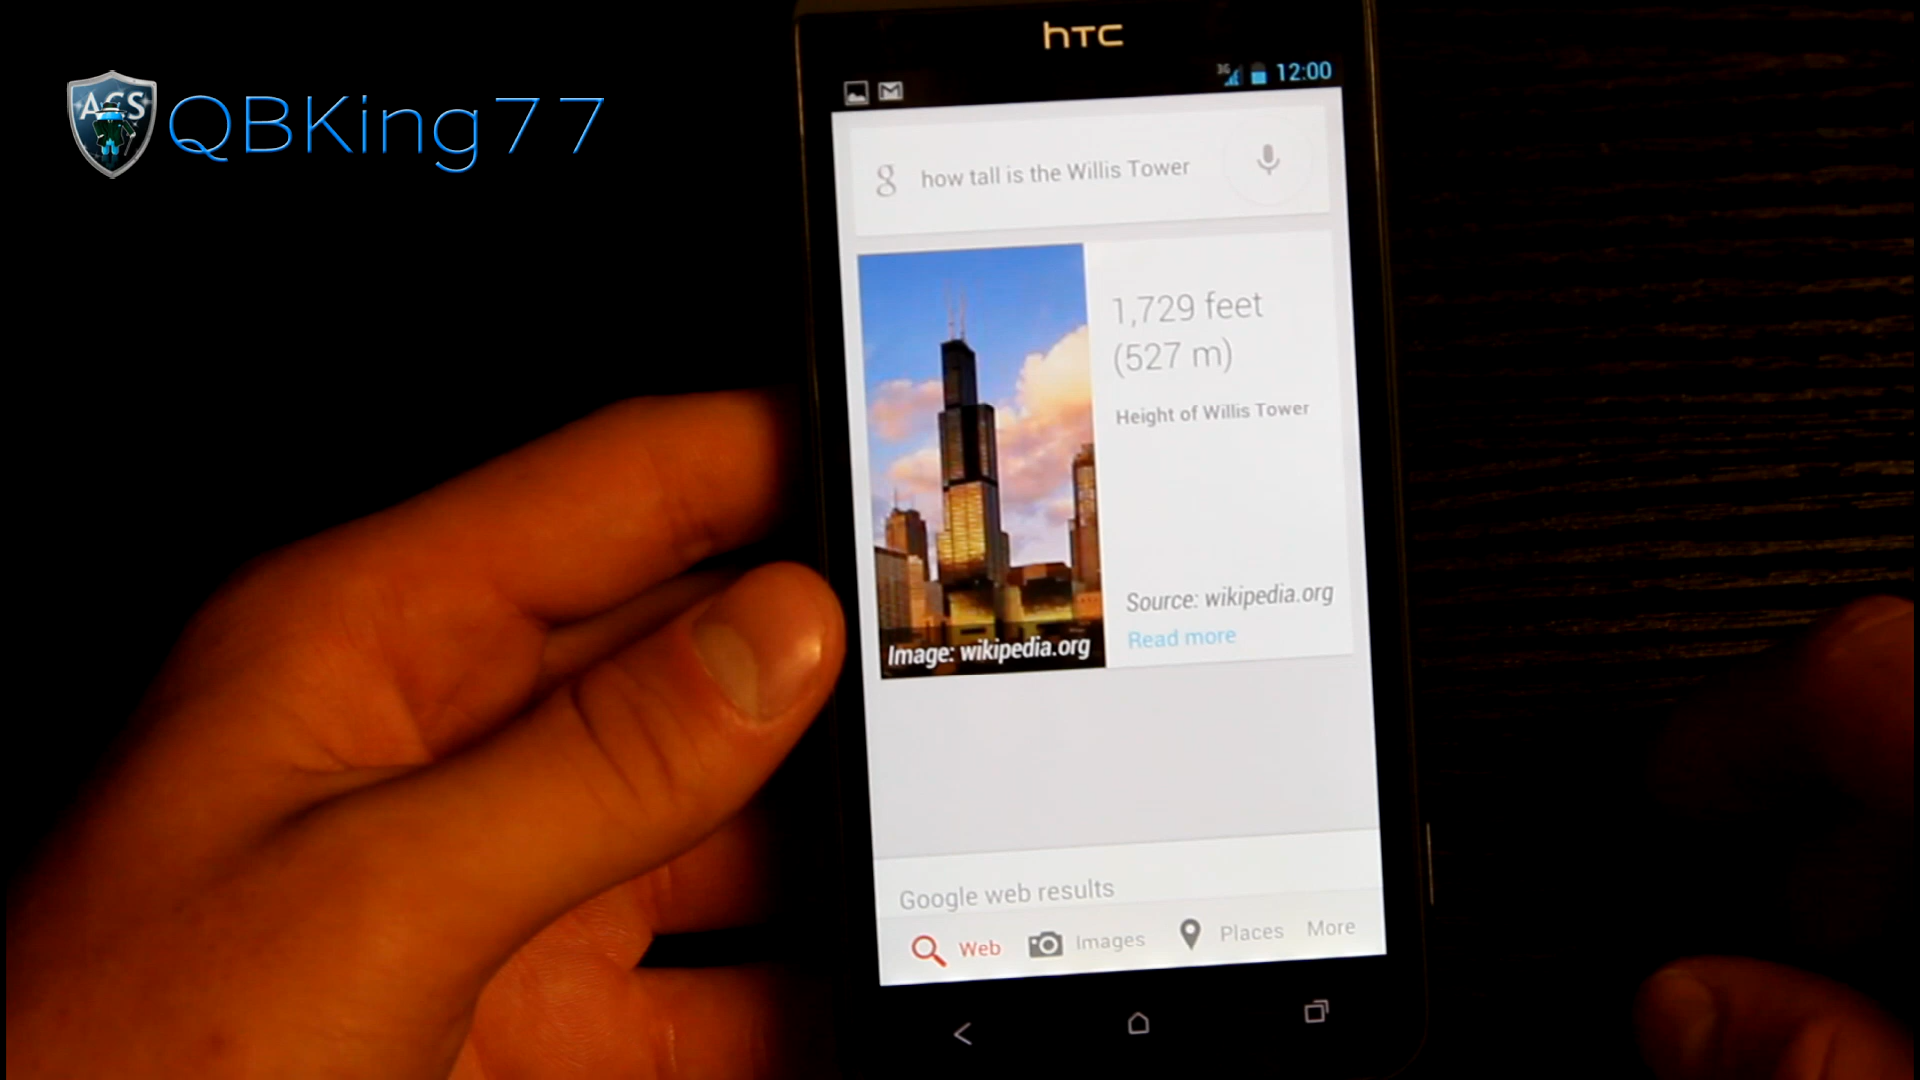 htc
3G 12:00
ACS
QBKing77
g how tall is the Willis Tower
1,729 feet
(527 m)
Height of Willis Tower
Source: wikipedia.org
Read more
Image: wikipedia.org
Google web results
Web Images Places More